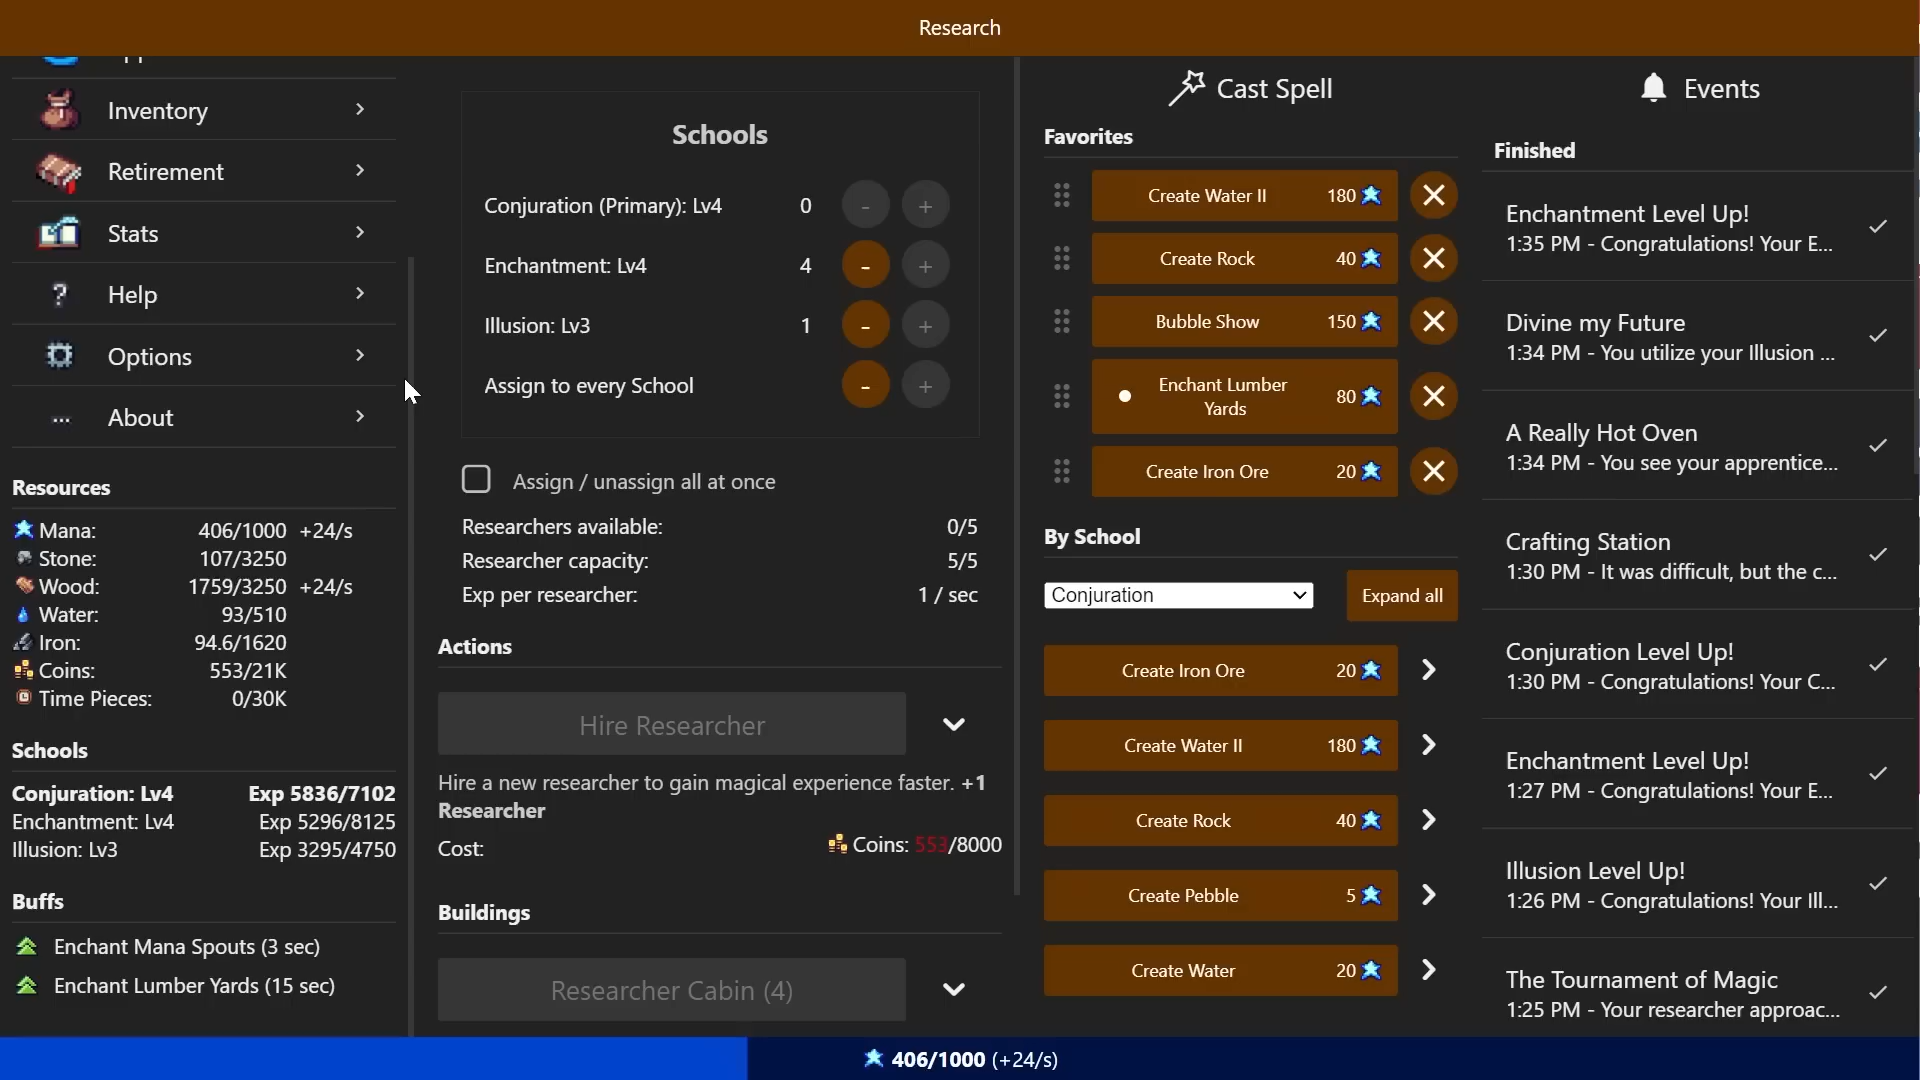 Research
Inventory
Retirement
Stats
Help
Options
About
Resources
Mana: 406/1000 +24/s
Stone: 107/3250
Wood: 1759/3250 +24/s
Water: 93/510
Iron: 94.6/1620
Coins: 553/21K
Time Pieces: 0/30K
Schools
Conjuration: Lv4 Exp 5836/7102
Enchantment: Lv4 Exp 5296/8125
Illusion: Lv3 Exp 3295/4750
Buffs
Enchant Mana Spouts (3 sec)
Enchant Lumber Yards (15 sec)
Schools
Conjuration (Primary): Lv4 0 - +
Enchantment: Lv4 4 - +
Illusion: Lv3 1 - +
Assign to every School - +
Assign / unassign all at once
Researchers available: 0/5
Researcher capacity: 5/5
Exp per researcher: 1 / sec
Actions
Hire Researcher
Hire a new researcher to gain magical experience faster. +1
Researcher
Cost: Coins: 553/8000
Buildings
Researcher Cabin (4)
Cast Spell
Favorites
Create Water II 180
Create Rock 40
Bubble Show 150
Enchant Lumber
Yards 80
Create Iron Ore 20
By School
Conjuration Expand all
Create Iron Ore 20
Create Water II 180
Create Rock 40
Create Pebble 5
Create Water 20
Events
Finished
Enchantment Level Up!
1:35 PM - Congratulations! Your E...
Divine my Future
1:34 PM - You utilize your Illusion ...
A Really Hot Oven
1:34 PM - You see your apprentice...
Crafting Station
1:30 PM - It was difficult, but the c...
Conjuration Level Up!
1:30 PM - Congratulations! Your C...
Enchantment Level Up!
1:27 PM - Congratulations! Your E...
Illusion Level Up!
1:26 PM - Congratulations! Your Ill...
The Tournament of Magic
1:25 PM - Your researcher approac...
406/1000 (+24/s)